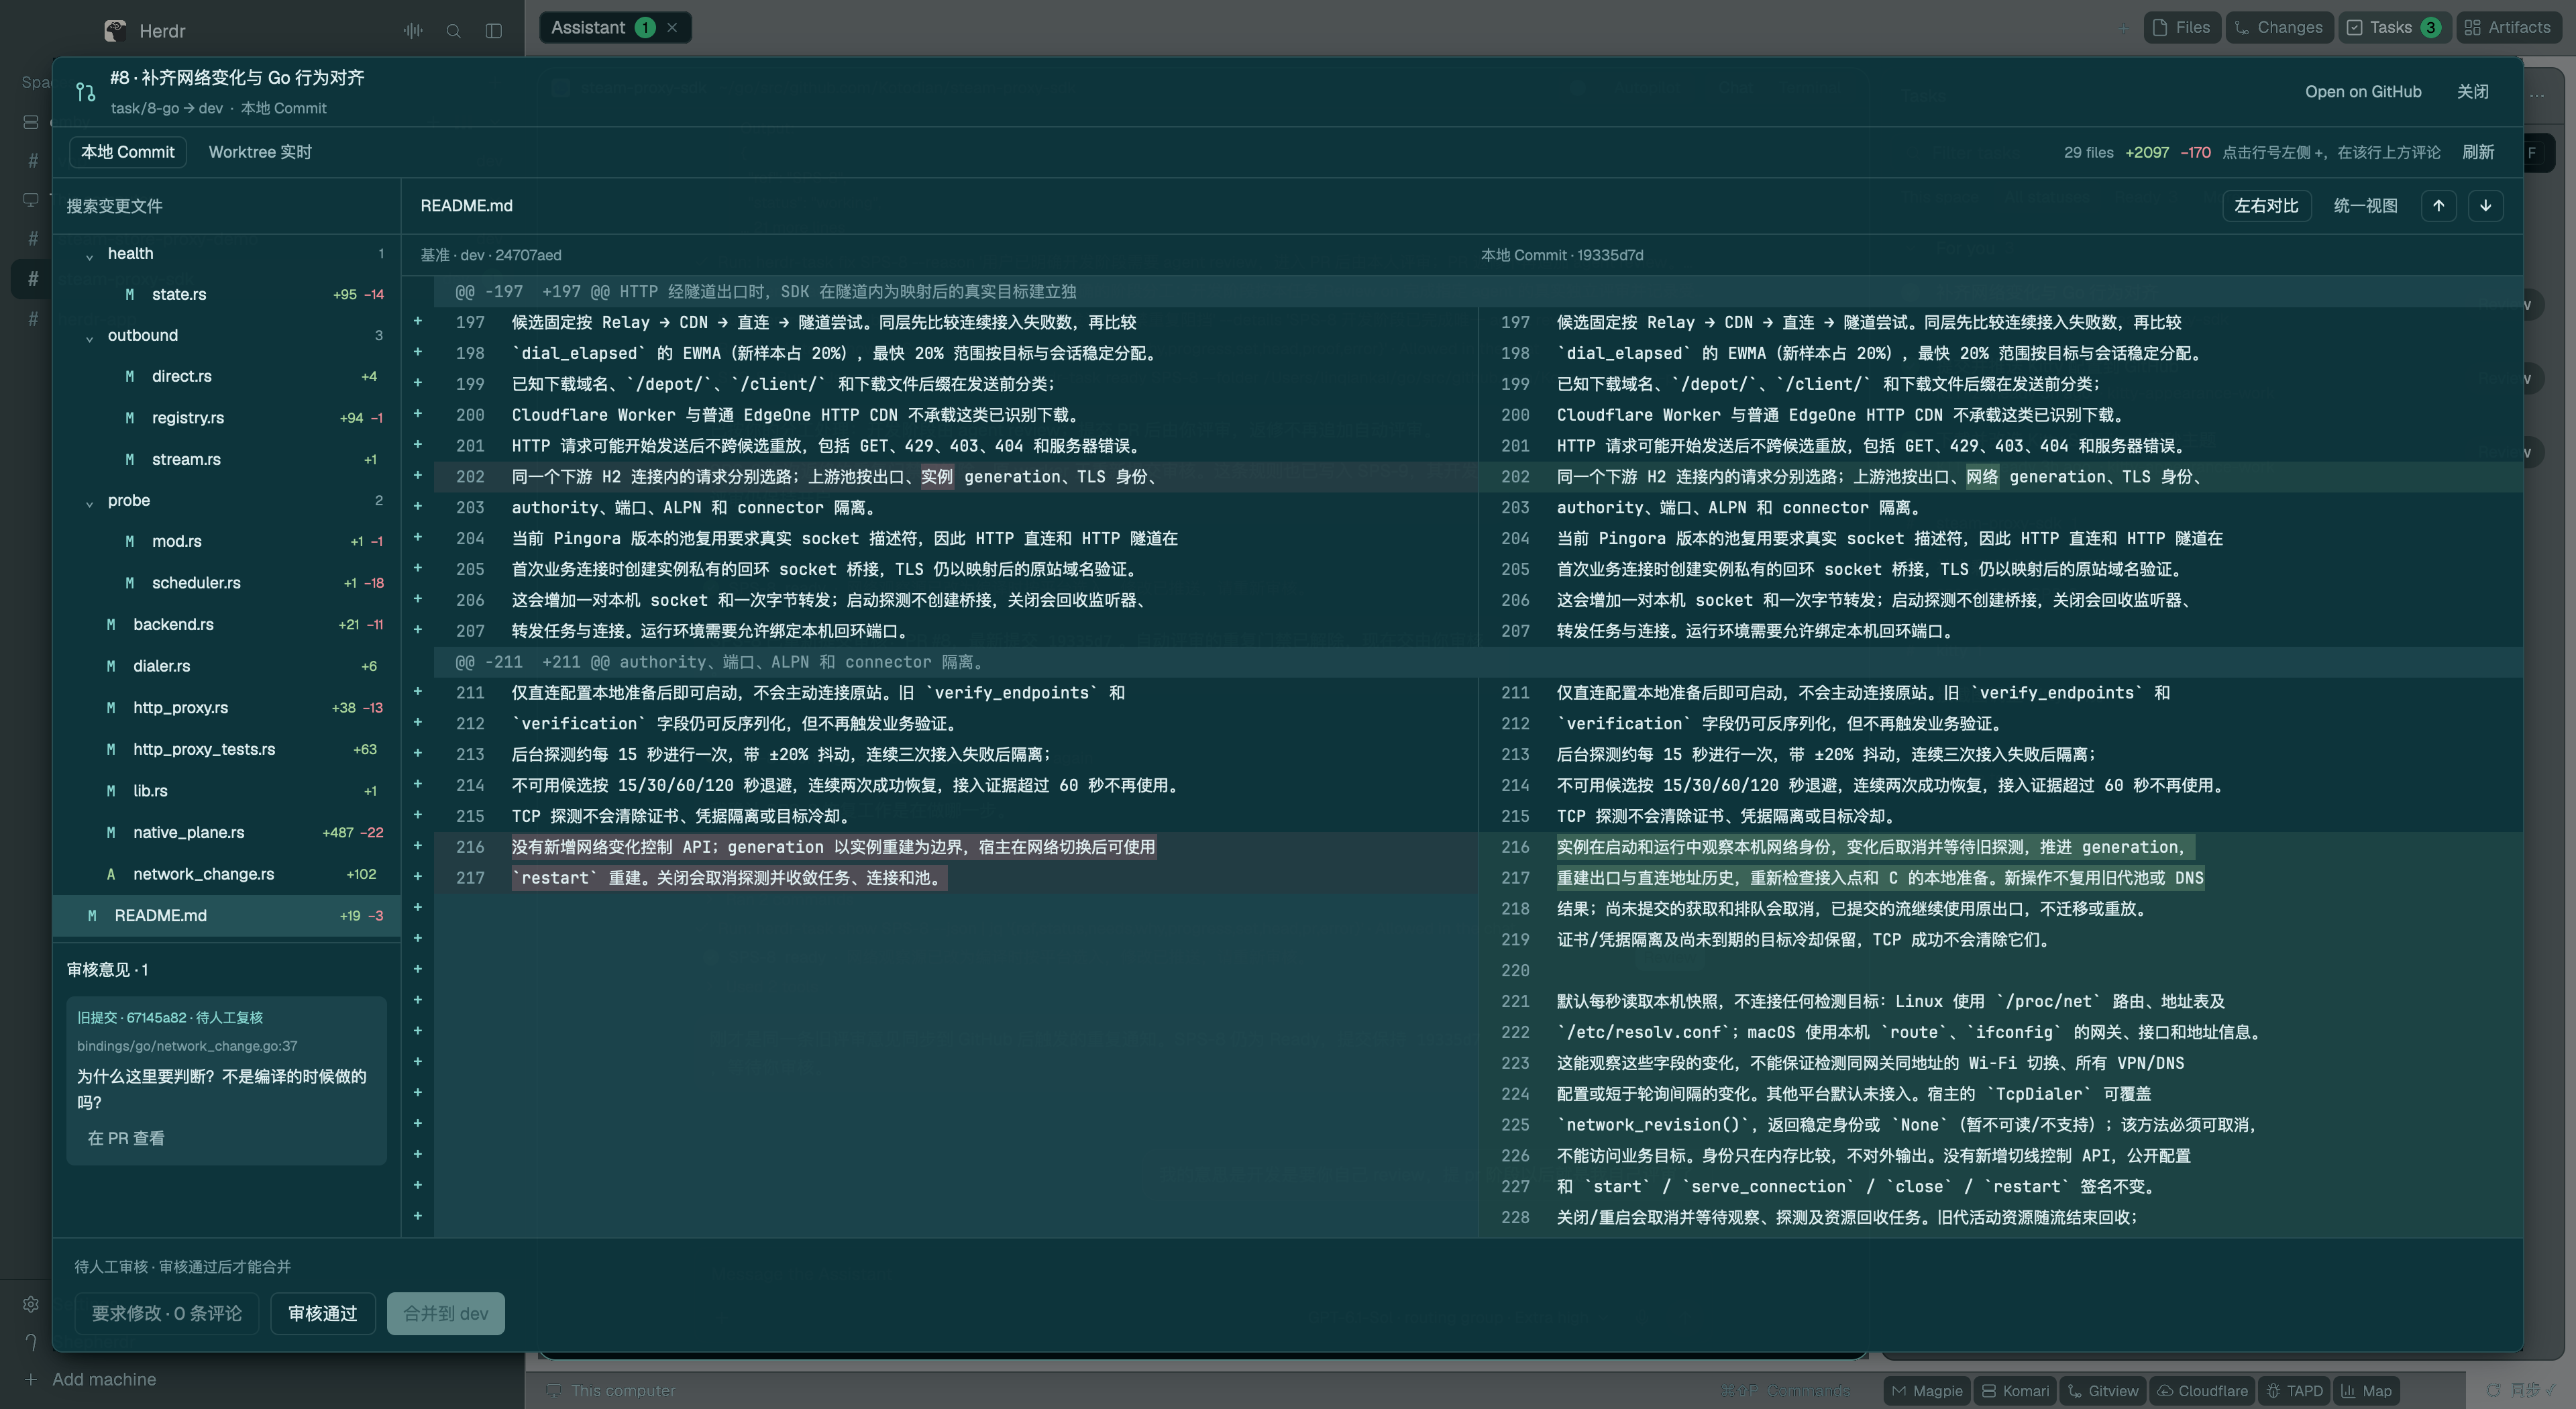 Herdr
Assistant 1 ×
Files
Changes
Tasks 3
Artifacts
Spac
#8 · 补齐网络变化与 Go 行为对齐
task/8-go → dev · 本地 Commit
Open on GitHub
关闭
本地 Commit
Worktree 实时
29 files +2097 −170 点击行号左侧 +，在该行上方评论
刷新
F
搜索变更文件
README.md
左右对比
统一视图
↑
↓
health 1
M state.rs +95 −14
outbound 3
M direct.rs +4
M registry.rs +94 −1
M stream.rs +1
probe 2
M mod.rs +1 −1
M scheduler.rs +1 −18
M backend.rs +21 −11
M dialer.rs +6
M http_proxy.rs +38 −13
M http_proxy_tests.rs +63
M lib.rs +1
M native_plane.rs +487 −22
A network_change.rs +102
M README.md +19 −3
审核意见 · 1
旧提交 · 67145a82 · 待人工复核
bindings/go/network_change.go:37
为什么这里要判断？不是编译的时候做的
吗？
在 PR 查看
基准 · dev · 24707aed
@@ -197 +197 @@ HTTP 经隧道出口时，SDK 在隧道内为映射后的真实目标建立独
+ 197 候选固定按 Relay → CDN → 直连 → 隧道尝试。同层先比较连续接入失败数，再比较
+ 198 `dial_elapsed` 的 EWMA（新样本占 20%），最快 20% 范围按目标与会话稳定分配。
+ 199 已知下载域名、`/depot/`、`/client/` 和下载文件后缀在发送前分类；
+ 200 Cloudflare Worker 与普通 EdgeOne HTTP CDN 不承载这类已识别下载。
+ 201 HTTP 请求可能开始发送后不跨候选重放，包括 GET、429、403、404 和服务器错误。
+ 202 同一个下游 H2 连接内的请求分别选路；上游池按出口、实例 generation、TLS 身份、
+ 203 authority、端口、ALPN 和 connector 隔离。
+ 204 当前 Pingora 版本的池复用要求真实 socket 描述符，因此 HTTP 直连和 HTTP 隧道在
+ 205 首次业务连接时创建实例私有的回环 socket 桥接，TLS 仍以映射后的原站域名验证。
+ 206 这会增加一对本机 socket 和一次字节转发；启动探测不创建桥接，关闭会回收监听器、
+ 207 转发任务与连接。运行环境需要允许绑定本机回环端口。
@@ -211 +211 @@ authority、端口、ALPN 和 connector 隔离。
+ 211 仅直连配置本地准备后即可启动，不会主动连接原站。旧 `verify_endpoints` 和
+ 212 `verification` 字段仍可反序列化，但不再触发业务验证。
+ 213 后台探测约每 15 秒进行一次，带 ±20% 抖动，连续三次接入失败后隔离；
+ 214 不可用候选按 15/30/60/120 秒退避，连续两次成功恢复，接入证据超过 60 秒不再使用。
+ 215 TCP 探测不会清除证书、凭据隔离或目标冷却。
+ 216 没有新增网络变化控制 API；generation 以实例重建为边界，宿主在网络切换后可使用
+ 217 `restart` 重建。关闭会取消探测并收敛任务、连接和池。
+
+
+
+
+
+
+
+
+
+
+
本地 Commit · 19335d7d
197 候选固定按 Relay → CDN → 直连 → 隧道尝试。同层先比较连续接入失败数，再比较
198 `dial_elapsed` 的 EWMA（新样本占 20%），最快 20% 范围按目标与会话稳定分配。
199 已知下载域名、`/depot/`、`/client/` 和下载文件后缀在发送前分类；
200 Cloudflare Worker 与普通 EdgeOne HTTP CDN 不承载这类已识别下载。
201 HTTP 请求可能开始发送后不跨候选重放，包括 GET、429、403、404 和服务器错误。
202 同一个下游 H2 连接内的请求分别选路；上游池按出口、网络 generation、TLS 身份、
203 authority、端口、ALPN 和 connector 隔离。
204 当前 Pingora 版本的池复用要求真实 socket 描述符，因此 HTTP 直连和 HTTP 隧道在
205 首次业务连接时创建实例私有的回环 socket 桥接，TLS 仍以映射后的原站域名验证。
206 这会增加一对本机 socket 和一次字节转发；启动探测不创建桥接，关闭会回收监听器、
207 转发任务与连接。运行环境需要允许绑定本机回环端口。
211 仅直连配置本地准备后即可启动，不会主动连接原站。旧 `verify_endpoints` 和
212 `verification` 字段仍可反序列化，但不再触发业务验证。
213 后台探测约每 15 秒进行一次，带 ±20% 抖动，连续三次接入失败后隔离；
214 不可用候选按 15/30/60/120 秒退避，连续两次成功恢复，接入证据超过 60 秒不再使用。
215 TCP 探测不会清除证书、凭据隔离或目标冷却。
216 实例在启动和运行中观察本机网络身份，变化后取消并等待旧探测，推进 generation，
217 重建出口与直连地址历史，重新检查接入点和 C 的本地准备。新操作不复用旧代池或 DNS
218 结果；尚未提交的获取和排队会取消，已提交的流继续使用原出口，不迁移或重放。
219 证书/凭据隔离及尚未到期的目标冷却保留，TCP 成功不会清除它们。
220
221 默认每秒读取本机快照，不连接任何检测目标：Linux 使用 `/proc/net` 路由、地址表及
222 `/etc/resolv.conf`；macOS 使用本机 `route`、`ifconfig` 的网关、接口和地址信息。
223 这能观察这些字段的变化，不能保证检测同网关同地址的 Wi-Fi 切换、所有 VPN/DNS
224 配置或短于轮询间隔的变化。其他平台默认未接入。宿主的 `TcpDialer` 可覆盖
225 `network_revision()`，返回稳定身份或 `None`（暂不可读/不支持）；该方法必须可取消，
226 不能访问业务目标。身份只在内存比较，不对外输出。没有新增切线控制 API，公开配置
227 和 `start` / `serve_connection` / `close` / `restart` 签名不变。
228 关闭/重启会取消并等待观察、探测及资源回收任务。旧代活动资源随流结束回收；
待人工审核 · 审核通过后才能合并
要求修改 · 0 条评论
审核通过
合并到 dev
+ Add machine
This computer
Commands
Magpie
Komari
Gitview
Cloudflare
TAPD
Map